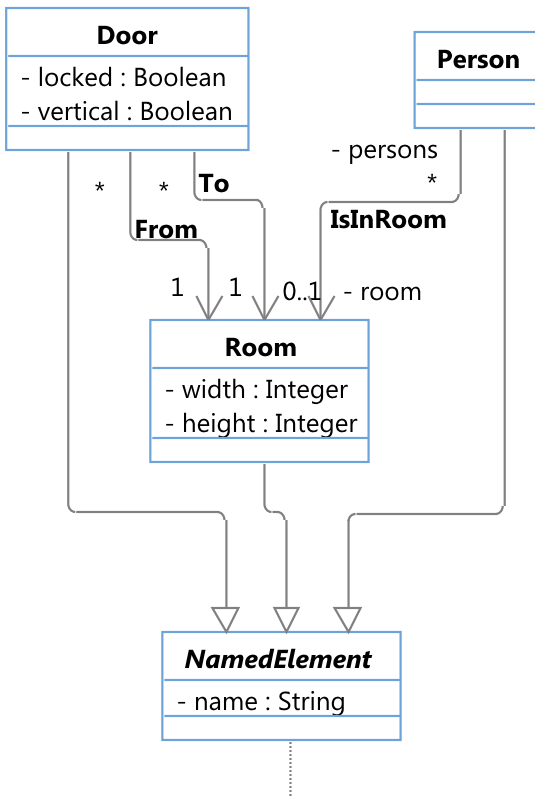 Door
- locked : Boolean
- vertical : Boolean
Person
- persons
*
*
*
To
From
IsInRoom
1
1
0..1
- room
Room
- width : Integer
- height : Integer
NamedElement
- name : String